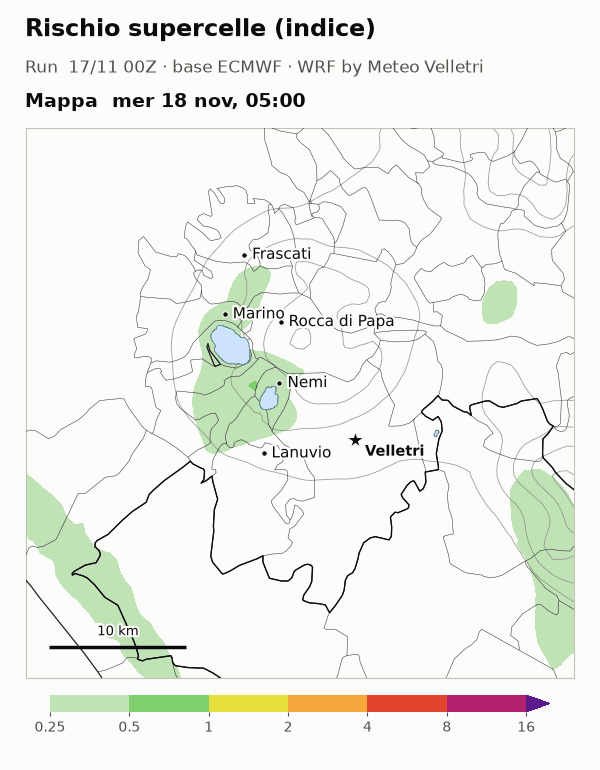 Rischio supercelle (indice)
Run  17/11 00Z · base ECMWF · WRF by Meteo Velletri
Mappa  mer 18 nov, 05:00
Frascati
Marino
Rocca di Papa
Nemi
Velletri
Lanuvio
10 km
0.25 0.5 1 2 4 8 16